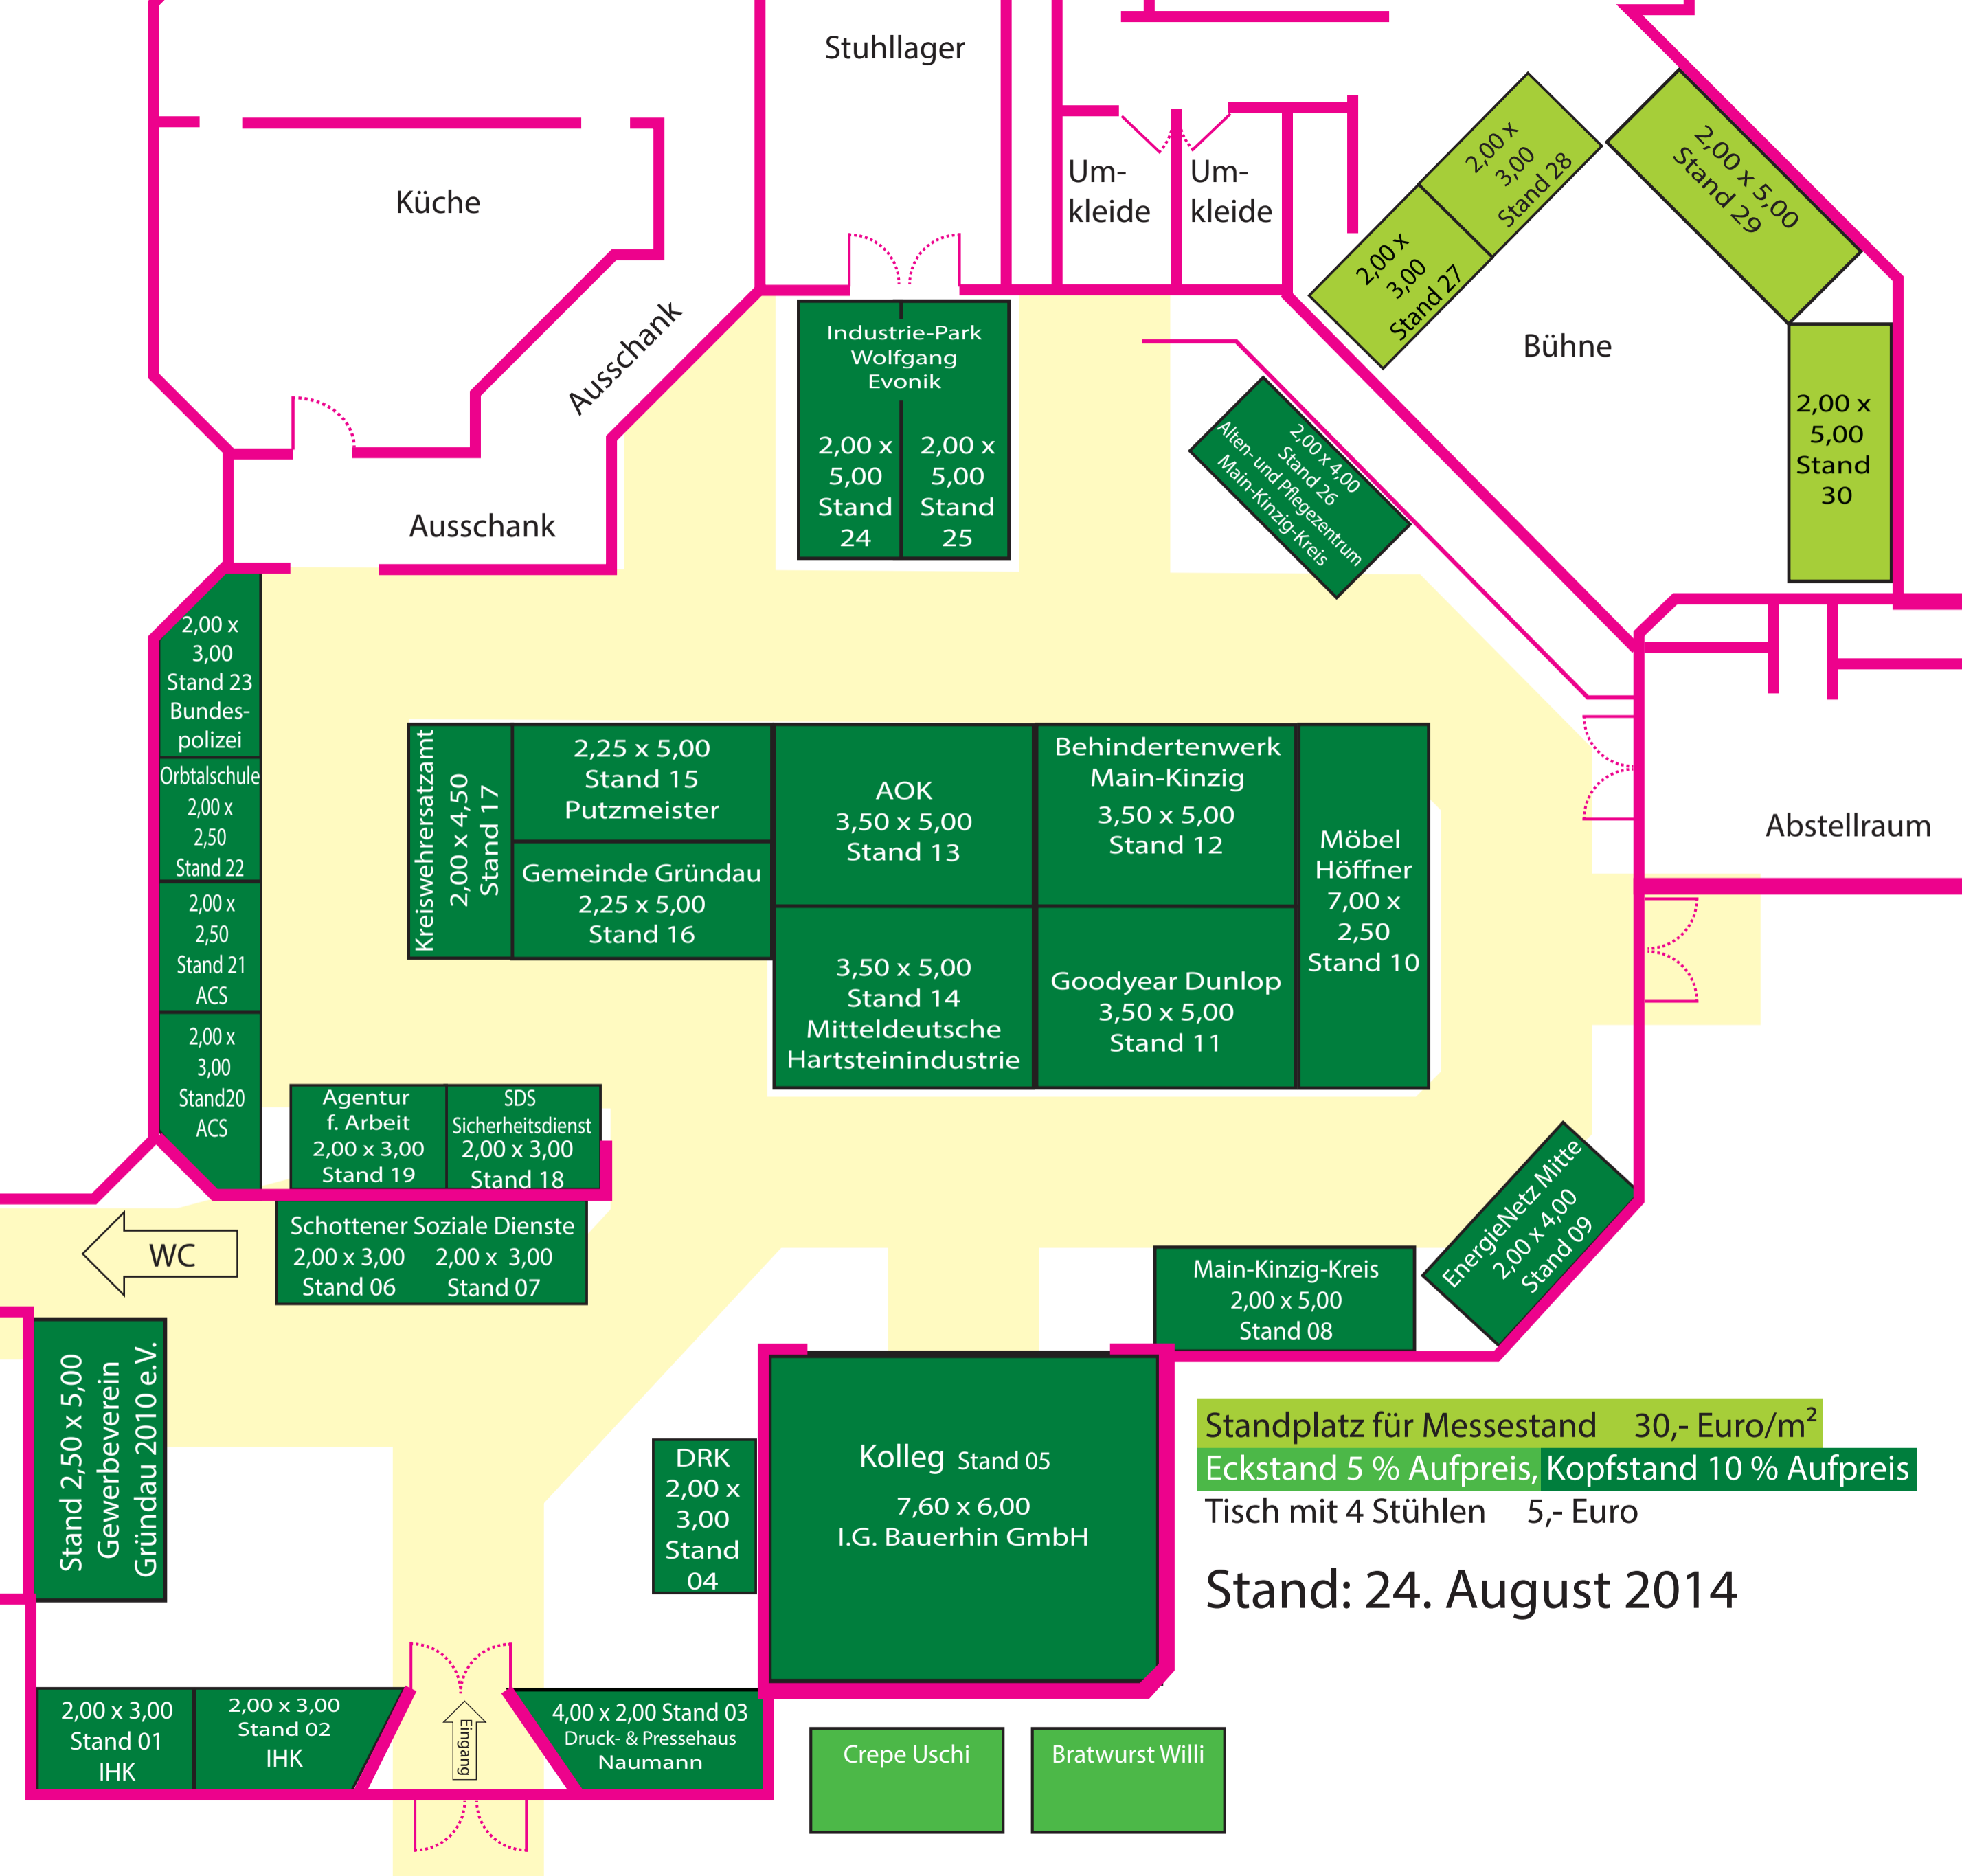 Stuhllager
Küche
Um-
kleide
Um-
kleide
Ausschank
Ausschank
Bühne
Abstellraum
2,00 x
3,00
Stand 28
2,00 x
3,00
Stand 27
2,00 x 5,00
Stand 29
2,00 x
5,00
Stand
30
Industrie-Park
Wolfgang
Evonik
2,00 x
5,00
Stand
24
2,00 x
5,00
Stand
25
2,00 x 4,00
Stand 26
Alten- und Pflegezentrum
Main-Kinzig-Kreis
2,00 x
3,00
Stand 23
Bundes-
polizei
Orbtalschule
2,00 x
2,50
Stand 22
2,00 x
2,50
Stand 21
ACS
2,00 x
3,00
Stand20
ACS
Kreiswehrersatzamt
2,00 x 4,50
Stand 17
2,25 x 5,00
Stand 15
Putzmeister
Gemeinde Gründau
2,25 x 5,00
Stand 16
AOK
3,50 x 5,00
Stand 13
3,50 x 5,00
Stand 14
Mitteldeutsche
Hartsteinindustrie
Behindertenwerk
Main-Kinzig
3,50 x 5,00
Stand 12
Goodyear Dunlop
3,50 x 5,00
Stand 11
Möbel
Höffner
7,00 x
2,50
Stand 10
Agentur
f. Arbeit
2,00 x 3,00
Stand 19
SDS
Sicherheitsdienst
2,00 x 3,00
Stand 18
Schottener Soziale Dienste
2,00 x 3,00
Stand 06
2,00 x 3,00
Stand 07
WC
EnergieNetz Mitte
2,00 x 4,00
Stand 09
Main-Kinzig-Kreis
2,00 x 5,00
Stand 08
Stand 2,50 x 5,00
Gewerbeverein
Gründau 2010 e.V.
DRK
2,00 x
3,00
Stand
04
Kolleg Stand 05
7,60 x 6,00
I.G. Bauerhin GmbH
Standplatz für Messestand 30,- Euro/m²
Eckstand 5 % Aufpreis, Kopfstand 10 % Aufpreis
Tisch mit 4 Stühlen 5,- Euro
Stand: 24. August 2014
2,00 x 3,00
Stand 01
IHK
2,00 x 3,00
Stand 02
IHK
Eingang
4,00 x 2,00 Stand 03
Druck- & Pressehaus
Naumann
Crepe Uschi
Bratwurst Willi